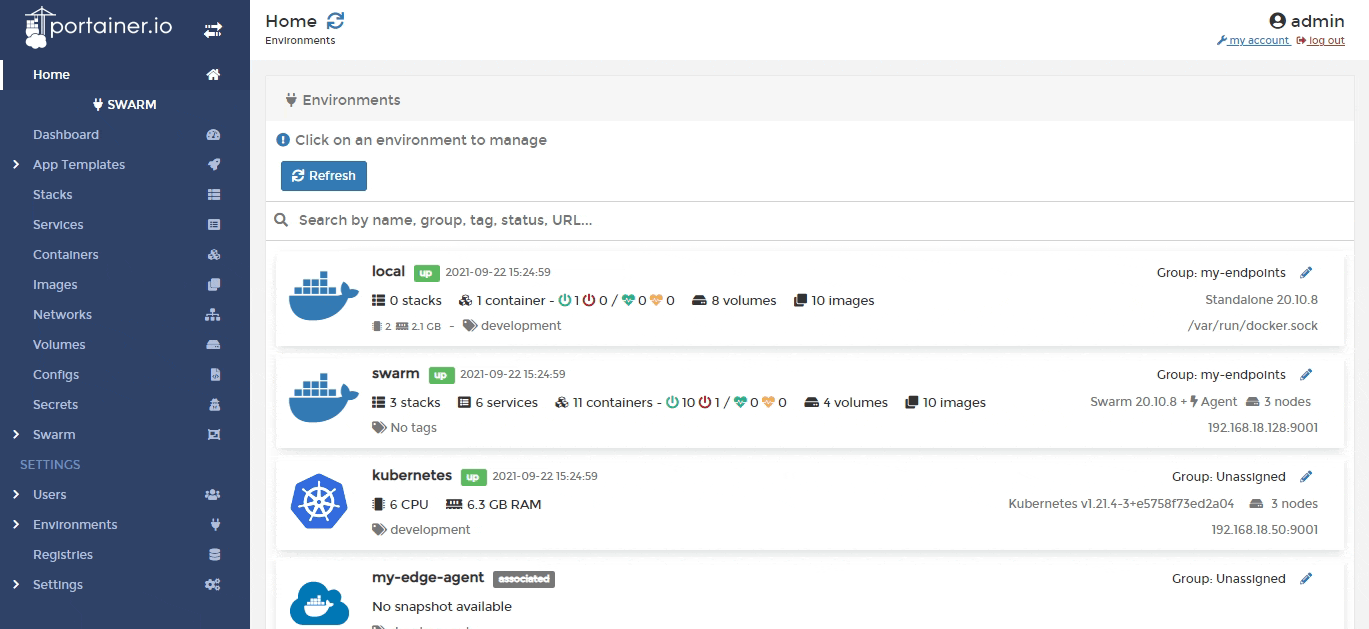 portainer.io
Home
SWARM
Dashboard
App Templates
Stacks
Services
Containers
Images
Networks
Volumes
Configs
Secrets
Swarm
SETTINGS
Users
Environments
Registries
Settings
Home
Environments
admin
my account log out
Environments
Click on an environment to manage
Refresh
Search by name, group, tag, status, URL...
local up 2021-09-22 15:24:59 Group: my-endpoints
0 stacks 1 container - 1 0 / 0 0 8 volumes 10 images Standalone 20.10.8
2 2.1 GB - development /var/run/docker.sock
swarm up 2021-09-22 15:24:59 Group: my-endpoints
3 stacks 6 services 11 containers - 10 1 / 0 0 4 volumes 10 images Swarm 20.10.8 + Agent 3 nodes
No tags 192.168.18.128:9001
kubernetes up 2021-09-22 15:24:59 Group: Unassigned
6 CPU 6.3 GB RAM Kubernetes v1.21.4-3+e5758f73ed2a04 3 nodes
development 192.168.18.50:9001
my-edge-agent associated Group: Unassigned
No snapshot available